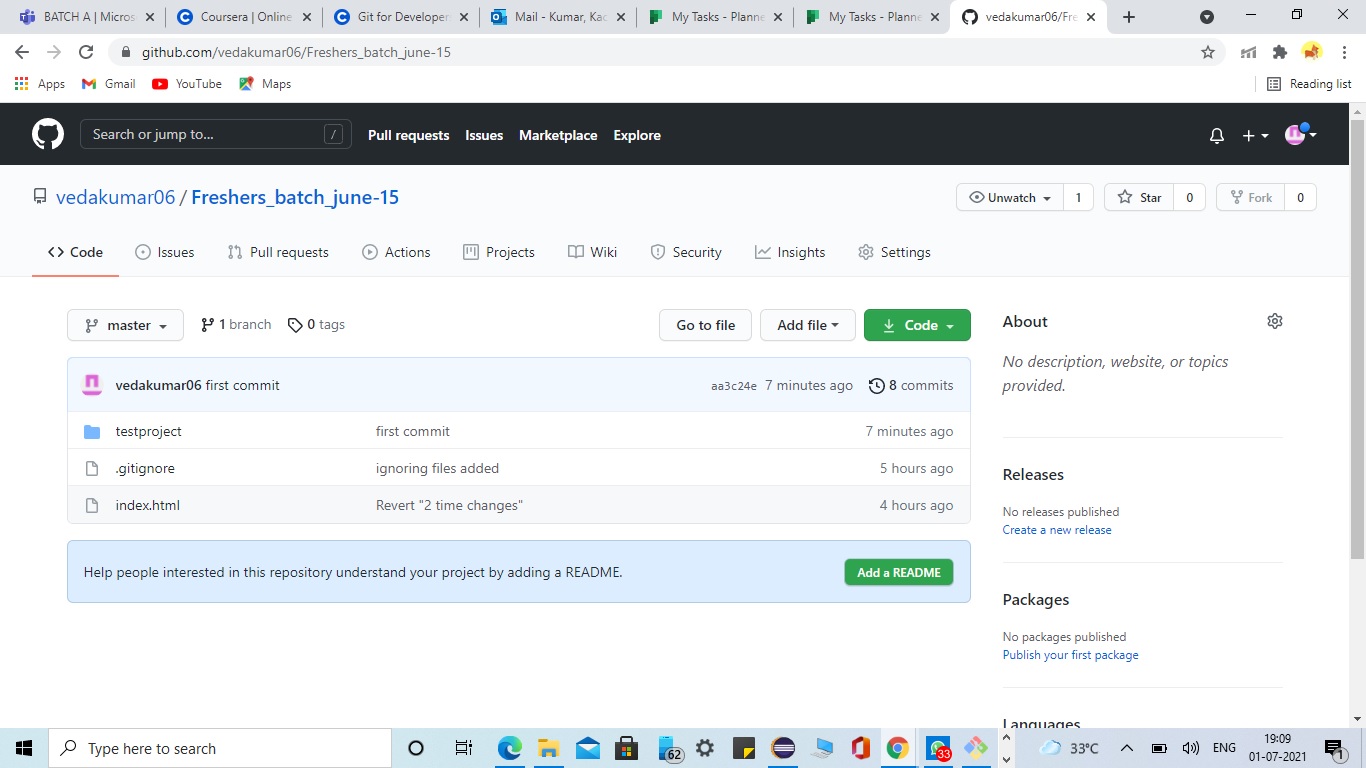 BATCH A | Micros
Coursera | Online
Git for Developer
Mail - Kumar, Kad
My Tasks - Planne
My Tasks - Planne
vedakumar06/Fre
github.com/vedakumar06/Freshers_batch_june-15
Apps Gmail YouTube Maps Reading list
Search or jump to... / Pull requests Issues Marketplace Explore
vedakumar06 / Freshers_batch_june-15 Unwatch 1 Star 0 Fork 0
Code Issues Pull requests Actions Projects Wiki Security Insights Settings
master 1 branch 0 tags Go to file Add file Code
vedakumar06 first commit aa3c24e 7 minutes ago 8 commits
testproject first commit 7 minutes ago
.gitignore ignoring files added 5 hours ago
index.html Revert "2 time changes" 4 hours ago
Help people interested in this repository understand your project by adding a README. Add a README
About
No description, website, or topics
provided.
Releases
No releases published
Create a new release
Packages
No packages published
Publish your first package
Languages
Type here to search 62 33 33°C ENG 19:09
01-07-2021 1